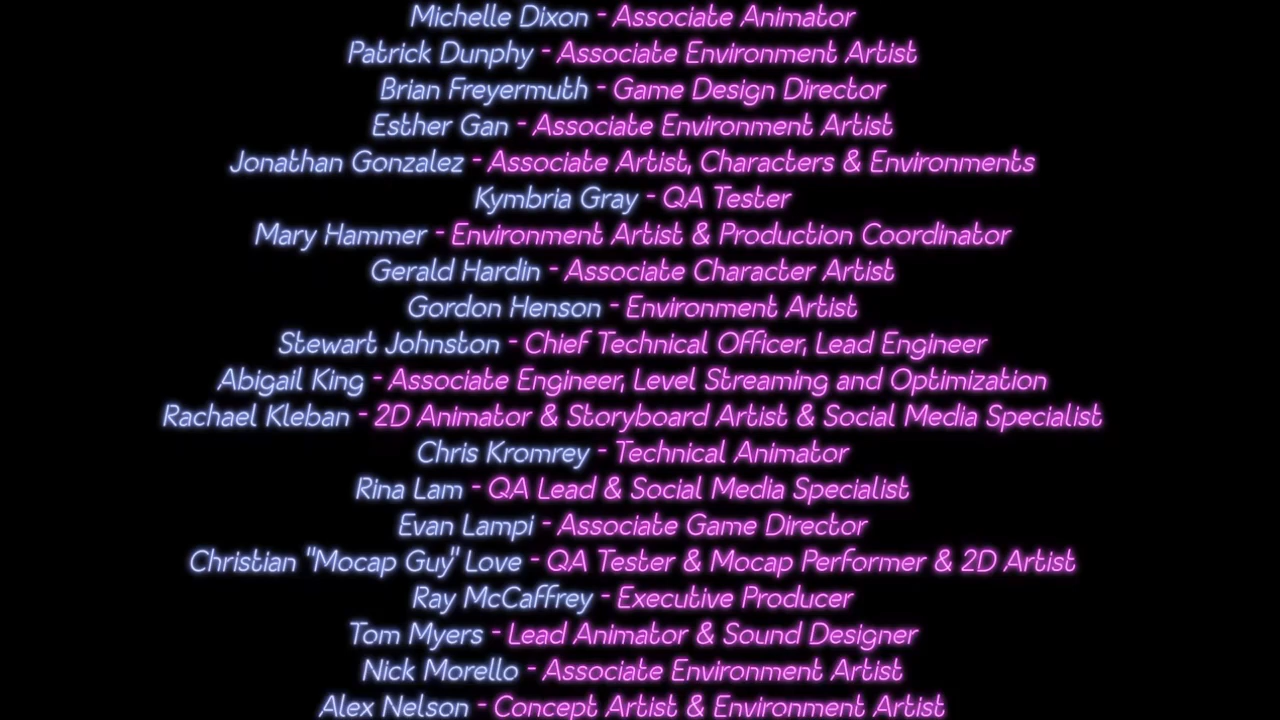 Michelle Dixon - Associate Animator
Patrick Dunphy - Associate Environment Artist
Brian Freyermuth - Game Design Director
Esther Gan - Associate Environment Artist
Jonathan Gonzalez - Associate Artist, Characters & Environments
Kymbria Gray - QA Tester
Mary Hammer - Environment Artist & Production Coordinator
Gerald Hardin - Associate Character Artist
Gordon Henson - Environment Artist
Stewart Johnston - Chief Technical Officer, Lead Engineer
Abigail King - Associate Engineer, Level Streaming and Optimization
Rachael Kleban - 2D Animator & Storyboard Artist & Social Media Specialist
Chris Kromrey - Technical Animator
Rina Lam - QA Lead & Social Media Specialist
Evan Lampi - Associate Game Director
Christian "Mocap Guy" Love - QA Tester & Mocap Performer & 2D Artist
Ray McCaffrey - Executive Producer
Tom Myers - Lead Animator & Sound Designer
Nick Morello - Associate Environment Artist
Alex Nelson - Concept Artist & Environment Artist